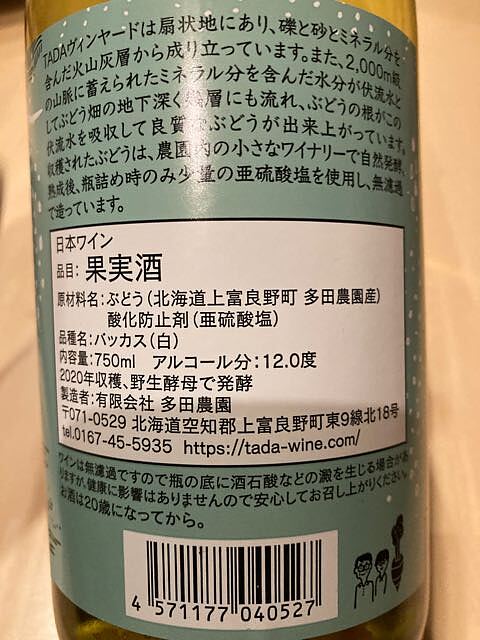 TADAヴィンヤードは扇状地にあり、礫と砂とミネラル分を
含んだ火山灰層から成り立っています。また、2,000m級
の山脈に蓄えられたミネラル分を含んだ水分が伏流水と
してぶどう畑の地下深く幾層にも流れ、ぶどうの根がこの
伏流水を吸収して良質なぶどうが出来上がっています。
収穫されたぶどうは、農園内の小さなワイナリーで自然発酵、
熟成後、瓶詰め時のみ少量の亜硫酸塩を使用し、無濾過
で造っています。
日本ワイン
品目：果実酒
原材料名：ぶどう（北海道上富良野町 多田農園産）
酸化防止剤（亜硫酸塩）
品種名：バッカス（白）
内容量：750ml アルコール分：12.0度
2020年収穫、野生酵母で発酵
製造者：有限会社 多田農園
〒071-0529 北海道空知郡上富良野町東9線北18号
tel.0167-45-5935 https://tada-wine.com/
ワインは無濾過ですので瓶の底に酒石酸などの澱を生じる場合があ
りますが、健康に影響はありませんので安心してお召し上がりください。
お酒は20歳になってから。
4 571177 040527